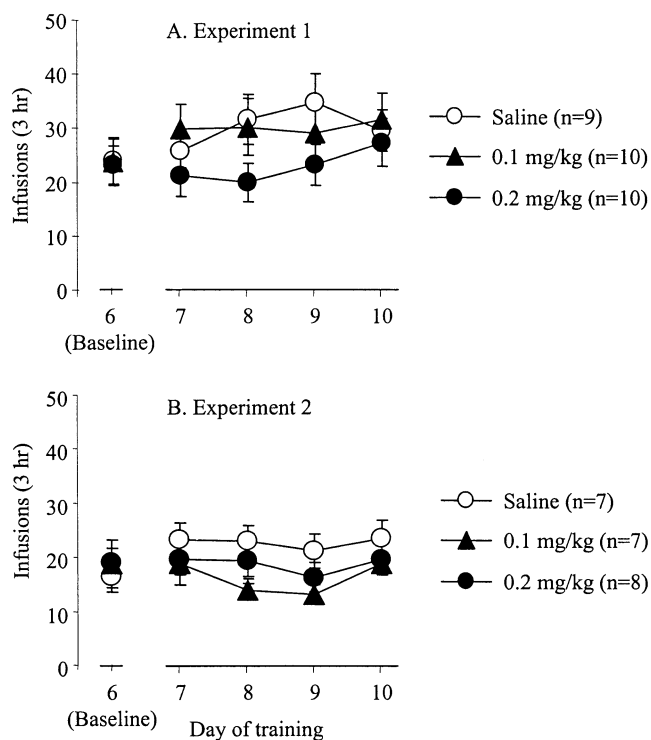 50
A. Experiment 1
40
30
20
10
0
Infusions (3 hr)
6
7
8
9
10
(Baseline)
Saline (n=9)
0.1 mg/kg (n=10)
0.2 mg/kg (n=10)
50
B. Experiment 2
40
30
20
10
0
Infusions (3 hr)
6
7
8
9
10
(Baseline)
Day of training
Saline (n=7)
0.1 mg/kg (n=7)
0.2 mg/kg (n=8)